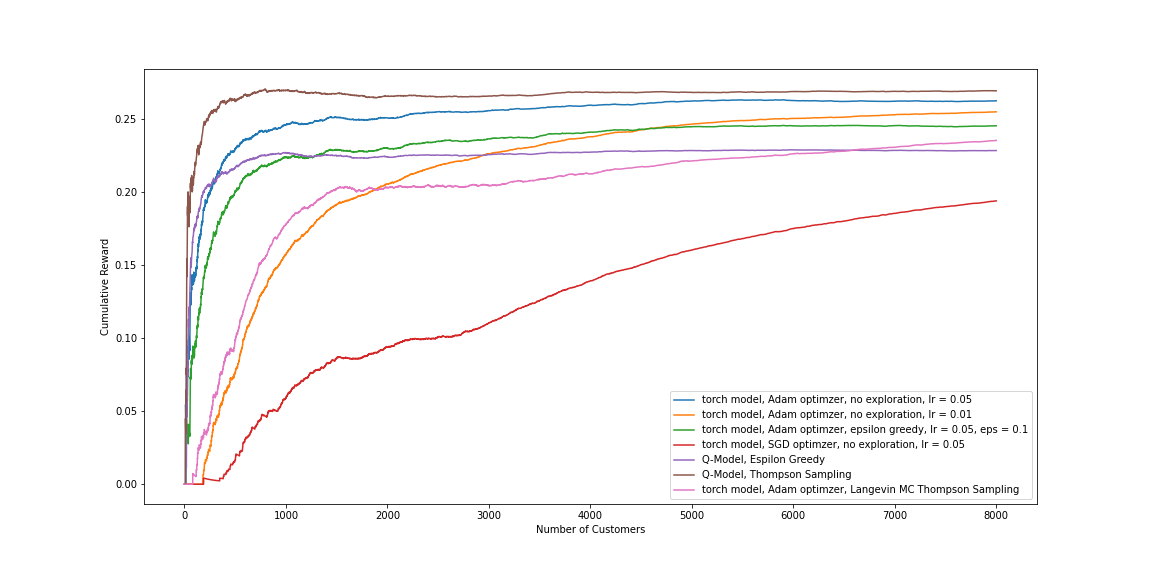 0.25
0.20
0.15
0.10
0.05
0.00
Cumulative Reward
torch model, Adam optimzer, no exploration, lr = 0.05
torch model, Adam optimzer, no exploration, lr = 0.01
torch model, Adam optimzer, epsilon greedy, lr = 0.05, eps = 0.1
torch model, SGD optimzer, no exploration, lr = 0.05
Q-Model, Espilon Greedy
Q-Model, Thompson Sampling
torch model, Adam optimzer, Langevin MC Thompson Sampling
0 1000 2000 3000 4000 5000 6000 7000 8000
Number of Customers